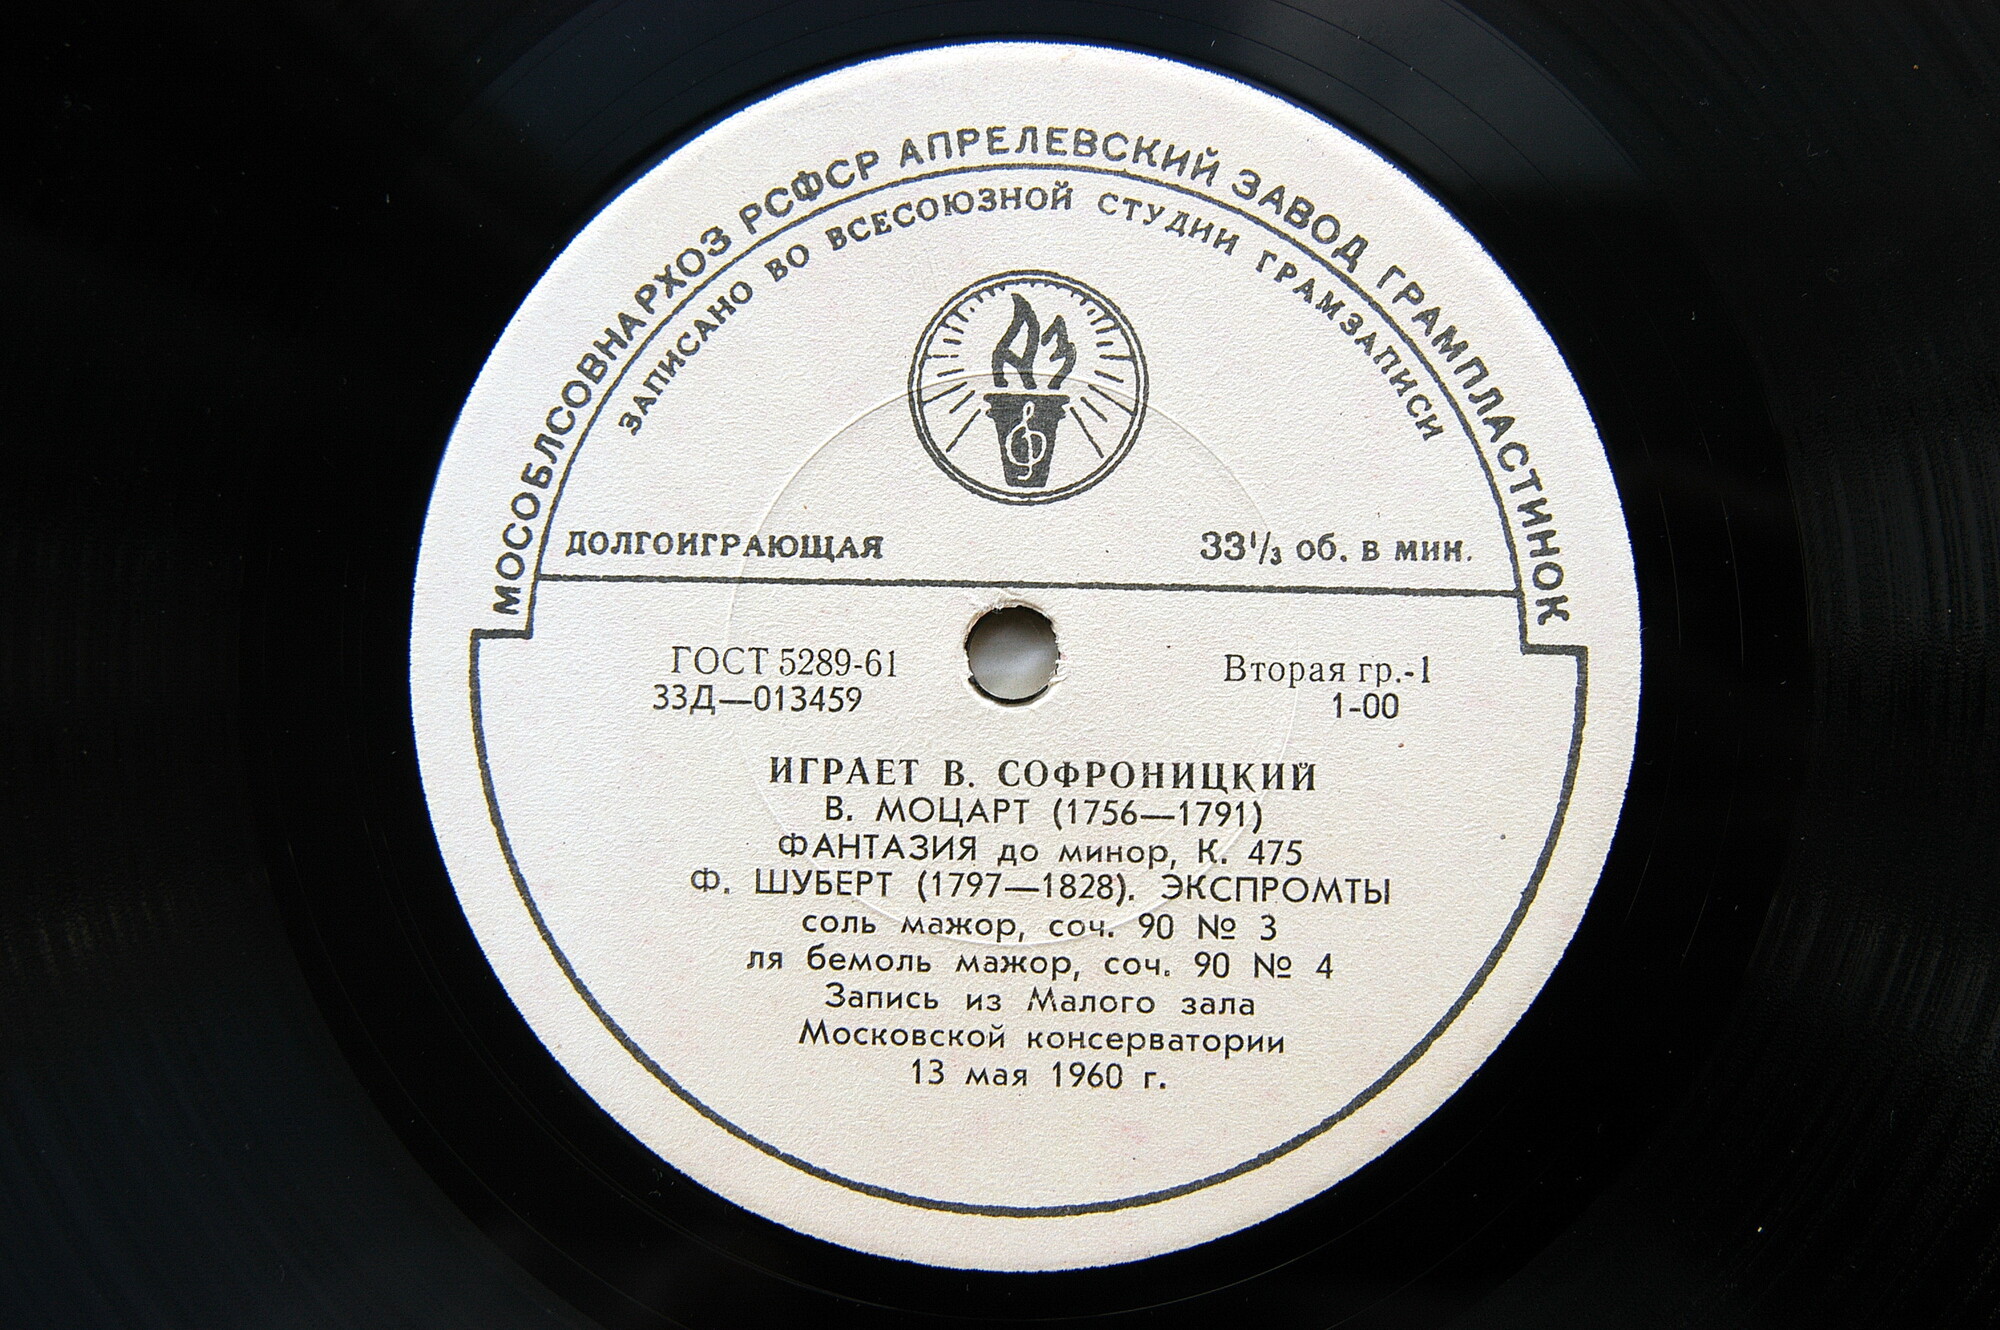 МОСОБЛСОВНАРХОЗ РСФСР АПРЕЛЕВСКИЙ ЗАВОД ГРАМПЛАСТИНОК
ЗАПИСАНО ВО ВСЕСОЮЗНОЙ СТУДИИ ГРАМЗАПИСИ
АЗ
ДОЛГОИГРАЮЩАЯ 33⅓ об. в мин.
ГОСТ 5289-61 Вторая гр.-1
33Д—013459 1-00
ИГРАЕТ В. СОФРОНИЦКИЙ
В. МОЦАРТ (1756—1791)
ФАНТАЗИЯ до минор, К. 475
Ф. ШУБЕРТ (1797—1828). ЭКСПРОМТЫ
соль мажор, соч. 90 № 3
ля бемоль мажор, соч. 90 № 4
Запись из Малого зала
Московской консерватории
13 мая 1960 г.